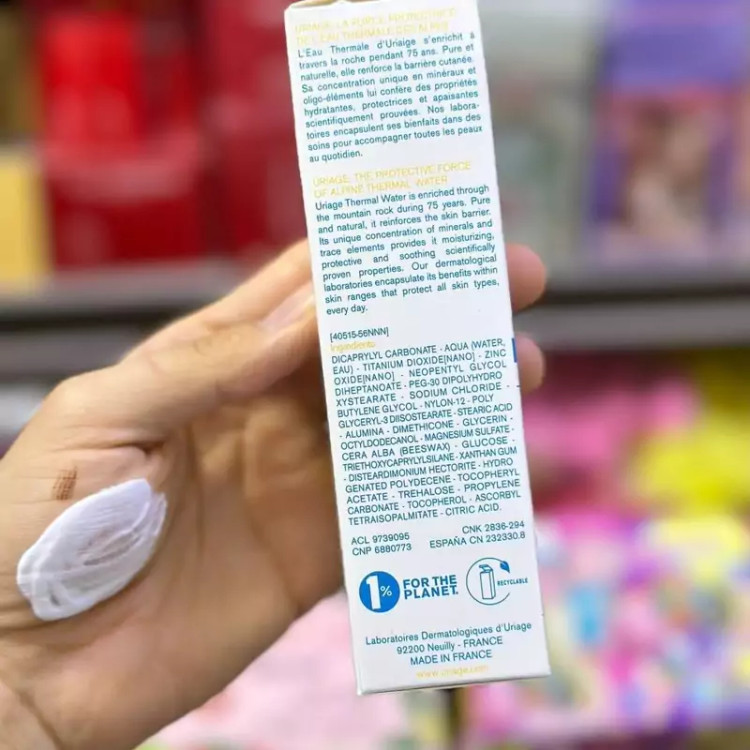 URIAGE, LA FORCE PROTECTRICE
DE L'EAU THERMALE DES ALPES
L'Eau Thermale d'Uriage s'enrichit à
travers la roche pendant 75 ans. Pure et
naturelle, elle renforce la barrière cutanée.
Sa concentration unique en minéraux et
oligo-éléments lui confère des propriétés
hydratantes, protectrices et apaisantes
scientifiquement prouvées. Nos labora-
toires encapsulent ses bienfaits dans des
soins pour accompagner toutes les peaux
au quotidien.
URIAGE, THE PROTECTIVE FORCE
OF ALPINE THERMAL WATER
Uriage Thermal Water is enriched through
the mountain rock during 75 years. Pure
and natural, it reinforces the skin barrier.
Its unique concentration of minerals and
trace elements provides it moisturizing,
protective and soothing scientifically
proven properties. Our dermatological
laboratories encapsulate its benefits within
skin ranges that protect all skin types,
every day.
[40515-56NNN]
Ingredients:
DICAPRYLYL CARBONATE - AQUA (WATER,
EAU) - TITANIUM DIOXIDE[NANO] - ZINC
OXIDE[NANO] - NEOPENTYL GLYCOL
DIHEPTANOATE - PEG-30 DIPOLYHYDRO
XYSTEARATE - SODIUM CHLORIDE -
BUTYLENE GLYCOL - NYLON-12 - POLY
GLYCERYL-3 DIISOSTEARATE - STEARIC ACID
- ALUMINA - DIMETHICONE - GLYCERIN -
OCTYLDODECANOL - MAGNESIUM SULFATE -
CERA ALBA (BEESWAX) - GLUCOSE -
TRIETHOXYCAPRYLYLSILANE - XANTHAN GUM
- DISTEARDIMONIUM HECTORITE - HYDRO
GENATED POLYDECENE - TOCOPHERYL
ACETATE - TREHALOSE - PROPYLENE
CARBONATE - TOCOPHEROL - ASCORBYL
TETRAISOPALMITATE - CITRIC ACID.
ACL 9739095 CNK 2836-294
CNP 6880773 ESPAÑA CN 232330.8
1% FOR THE
PLANET.
RECYCLABLE
Laboratoires Dermatologiques d'Uriage
92200 Neuilly - FRANCE
MADE IN FRANCE
www.uriage.com